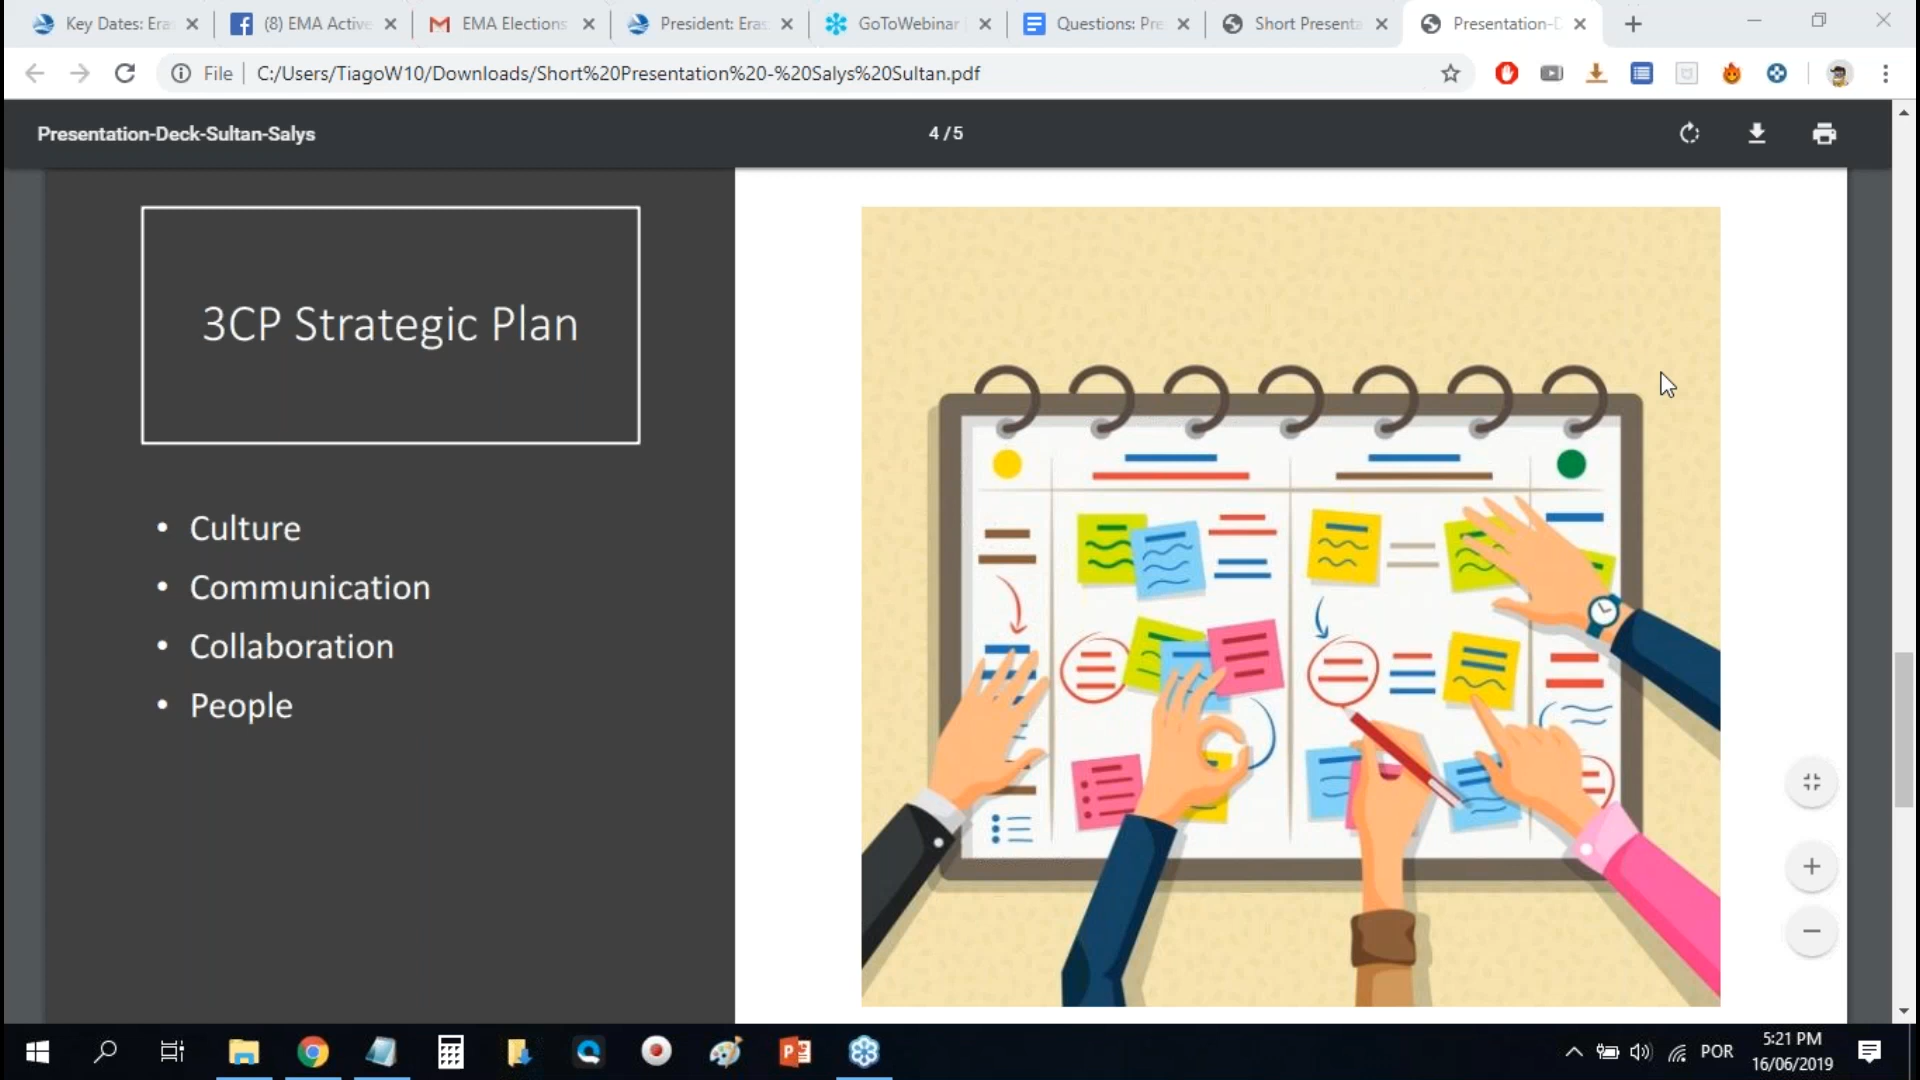 Key Dates: Era
(8) EMA Active
EMA Elections
President: Eras
GoToWebinar
Questions: Pre
Short Presenta
Presentation-D
File
C:/Users/TiagoW10/Downloads/Short%20Presentation%20-%20Salys%20Sultan.pdf
Presentation-Deck-Sultan-Salys
4 / 5
3CP Strategic Plan
• Culture
• Communication
• Collaboration
• People
POR
5:21 PM
16/06/2019